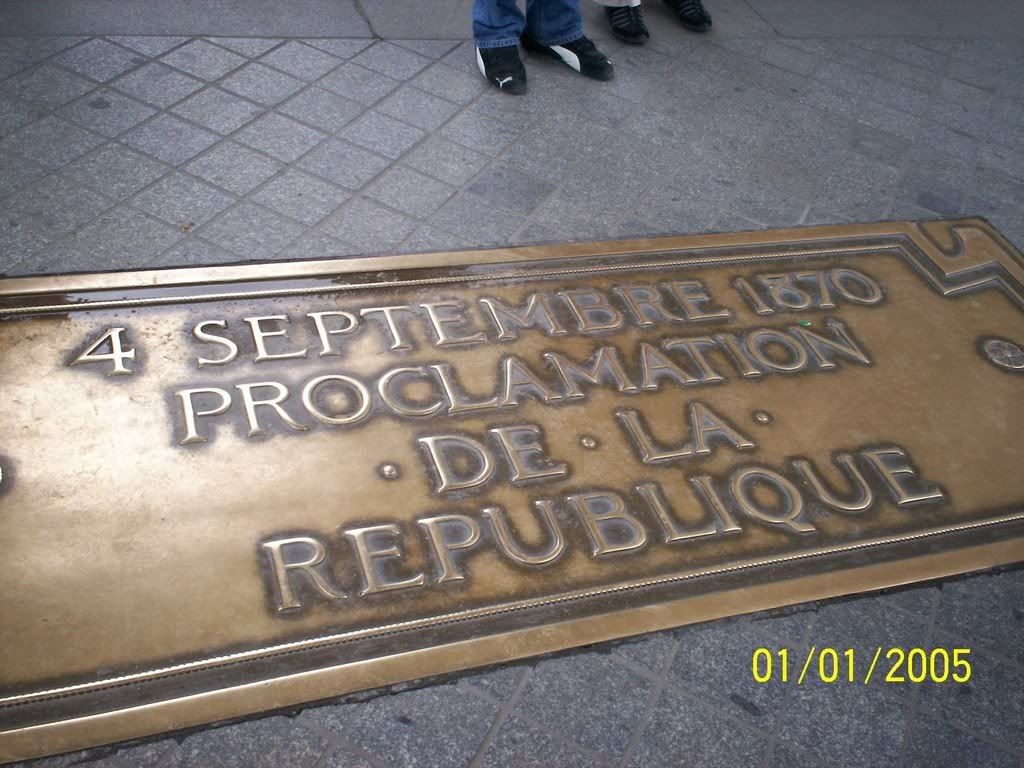 4 SEPTEMBRE 1870
PROCLAMATION
· DE · LA ·
REPUBLIQUE
01/01/2005